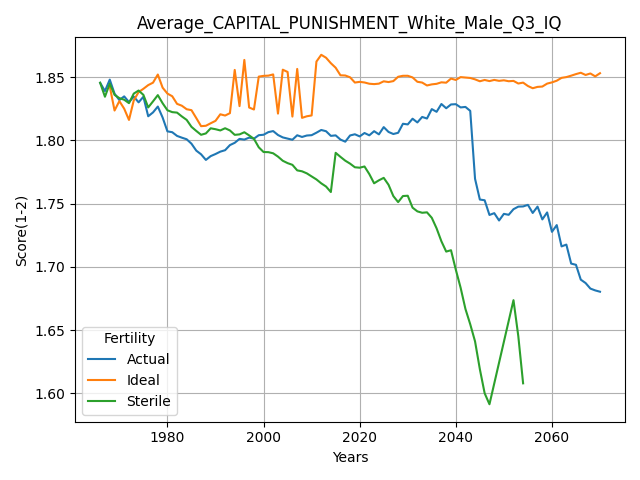 Average_CAPITAL_PUNISHMENT_White_Male_Q3_IQ
Score(1-2)
1.85
1.80
1.75
1.70
1.65
1.60
Fertility
Actual
Ideal
Sterile
1980
2000
2020
2040
2060
Years